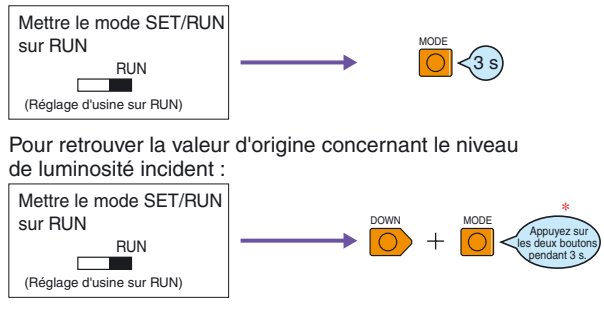 Mettre le mode SET/RUN
sur RUN
RUN
(Réglage d'usine sur RUN)
MODE
3 s
Pour retrouver la valeur d'origine concernant le niveau
de luminosité incident :
Mettre le mode SET/RUN
sur RUN
RUN
(Réglage d'usine sur RUN)
DOWN
+
MODE
*
Appuyez sur
les deux boutons
pendant 3 s.